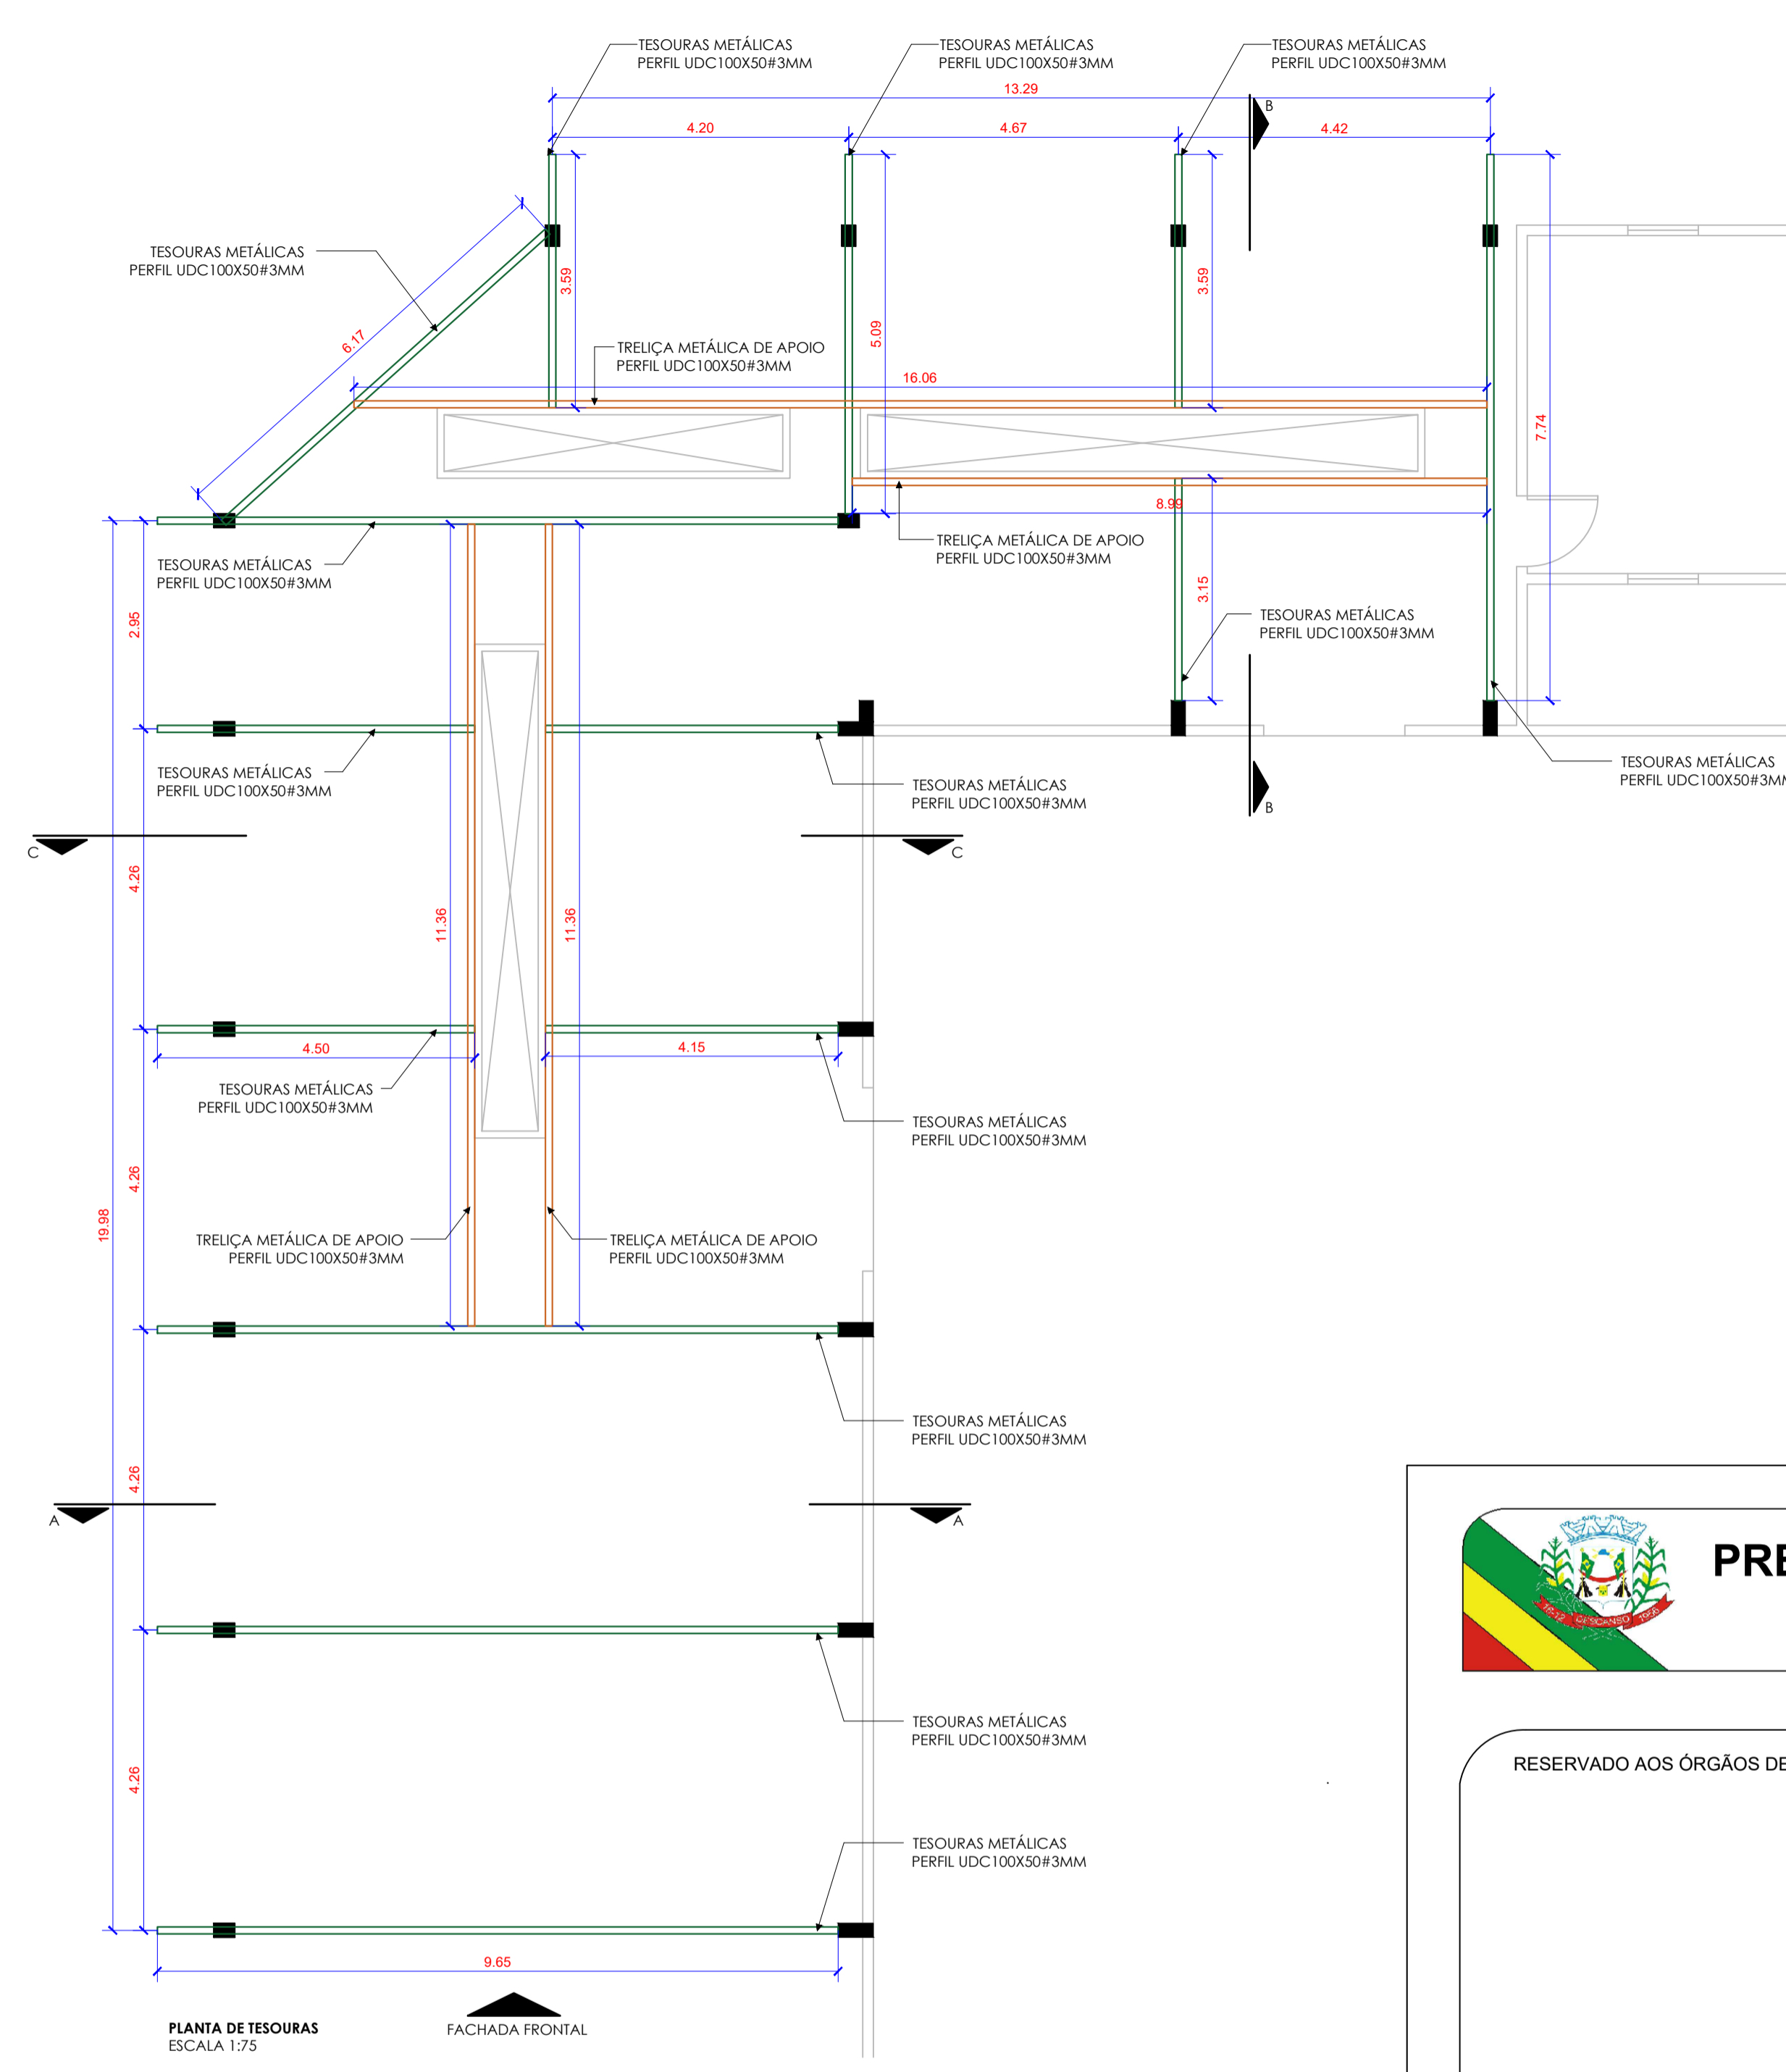 TESOURAS METÁLICAS
PERFIL UDC100X50#3MM
TESOURAS METÁLICAS
PERFIL UDC100X50#3MM
TESOURAS METÁLICAS
PERFIL UDC100X50#3MM
13.29
B
4.20
4.67
4.42
TESOURAS METÁLICAS
PERFIL UDC100X50#3MM
3.59
3.59
5.09
6.17
TRELIÇA METÁLICA DE APOIO
PERFIL UDC100X50#3MM
16.06
7.74
8.99
TRELIÇA METÁLICA DE APOIO
PERFIL UDC100X50#3MM
TESOURAS METÁLICAS
PERFIL UDC100X50#3MM
3.15
2.95
TESOURAS METÁLICAS
PERFIL UDC100X50#3MM
TESOURAS METÁLICAS
PERFIL UDC100X50#3MM
TESOURAS METÁLICAS
PERFIL UDC100X50#3MM
TESOURAS METÁLICAS
PERFIL UDC100X50#3MM
B
C
C
4.26
11.36
11.36
4.50
4.15
TESOURAS METÁLICAS
PERFIL UDC100X50#3MM
TESOURAS METÁLICAS
PERFIL UDC100X50#3MM
4.26
19.98
TRELIÇA METÁLICA DE APOIO
PERFIL UDC100X50#3MM
TRELIÇA METÁLICA DE APOIO
PERFIL UDC100X50#3MM
TESOURAS METÁLICAS
PERFIL UDC100X50#3MM
4.26
A
A
PRE
16-12 DESCANSO 1956
TESOURAS METÁLICAS
PERFIL UDC100X50#3MM
RESERVADO AOS ÓRGÃOS DE
4.26
TESOURAS METÁLICAS
PERFIL UDC100X50#3MM
9.65
PLANTA DE TESOURAS
ESCALA 1:75
FACHADA FRONTAL